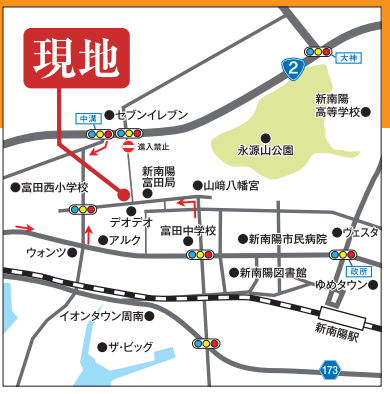 現地
2
大神
中溝
セブンイレブン
新南陽
高等学校
進入禁止
永源山公園
新南陽
富田局
富田西小学校
山﨑八幡宮
デオデオ
アルク
富田中学校
新南陽市民病院
ヴェスタ
ウォンツ
政所
新南陽図書館
ゆめタウン
イオンタウン周南
新南陽駅
ザ・ビッグ
173